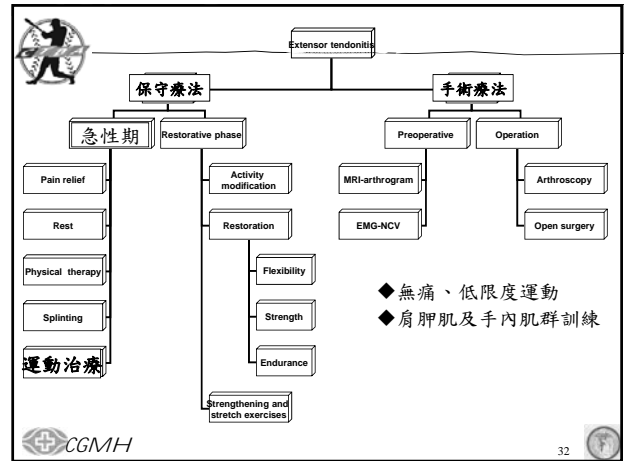 Extensor tendonitis
保守療法
手術療法
急性期
Restorative phase
Preoperative
Operation
Pain relief
Activity
modification
MRI-arthrogram
Arthroscopy
Rest
Restoration
EMG-NCV
Open surgery
Physical therapy
Flexibility
Splinting
Strength
運動治療
Endurance
Strengthening and
stretch exercises
◆無痛、低限度運動
◆肩胛肌及手內肌群訓練
CGMH
32